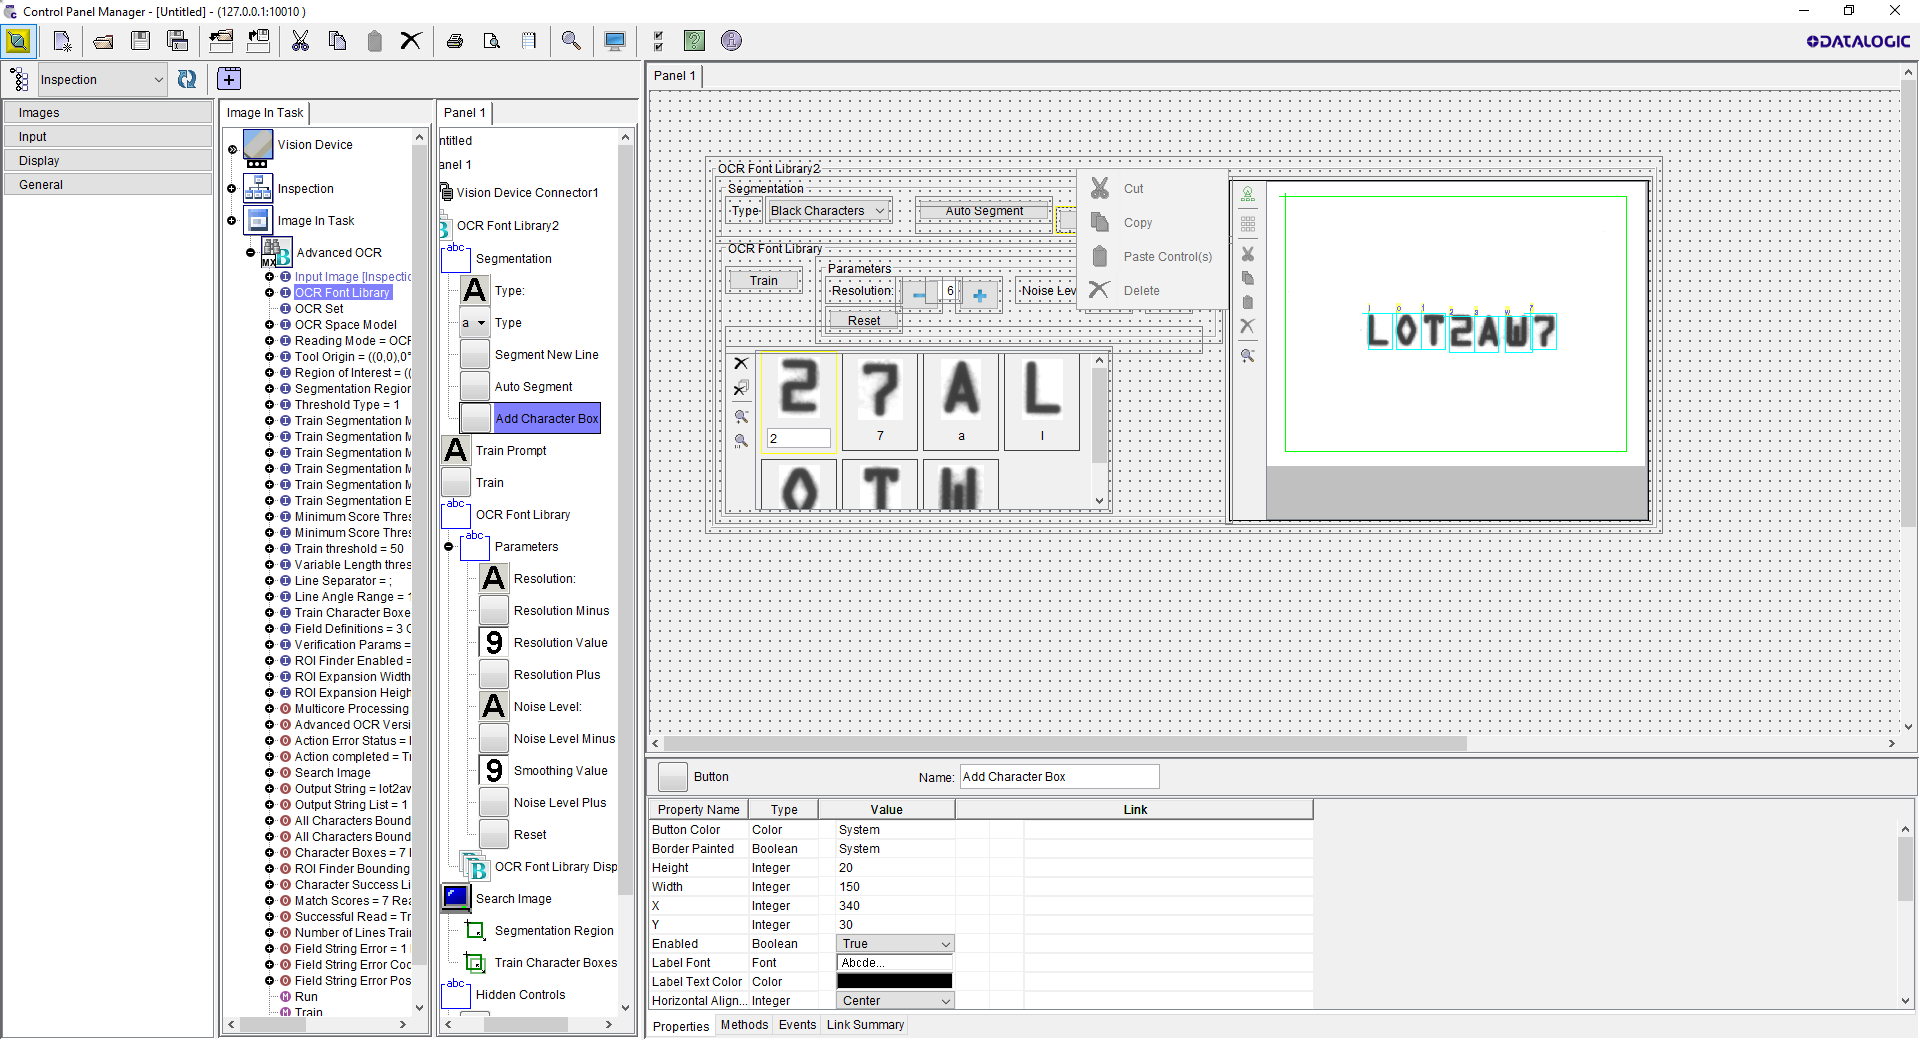 Control Panel Manager - [Untitled] - (127.0.0.1:10010 )
DATALOGIC
Inspection
Images
Input
Display
General
Image In Task
Vision Device
Inspection
Image In Task
MX
Advanced OCR
Input Image [Inspectic
OCR Font Library
OCR Set
OCR Space Model
Reading Mode = OCF
Tool Origin = ((0,0),0°
Region of Interest = ((
Segmentation Region
Threshold Type = 1
Train Segmentation M
Train Segmentation M
Train Segmentation M
Train Segmentation M
Train Segmentation M
Train Segmentation E
Minimum Score Thres
Minimum Score Thres
Train threshold = 50
Variable Length thres
Line Separator = ;
Line Angle Range = 1
Train Character Boxe
Field Definitions = 3 C
Verification Params =
ROI Finder Enabled =
ROI Expansion Width
ROI Expansion Heigh
Multicore Processing
Advanced OCR Versi
Action Error Status = I
Action completed = Tr
Search Image
Output String = lot2aw
Output String List = 1
All Characters Bound
All Characters Bound
Character Boxes = 7 I
ROI Finder Bounding
Character Success Li
Match Scores = 7 Rea
Successful Read = Tr
Number of Lines Trai
Field String Error = 1
Field String Error Coc
Field String Error Pos
Run
Train
Panel 1
ntitled
anel 1
Vision Device Connector1
OCR Font Library2
abc
Segmentation
A Type:
a Type
Segment New Line
Auto Segment
Add Character Box
A Train Prompt
Train
abc
OCR Font Library
abc
Parameters
A Resolution:
Resolution Minus
9 Resolution Value
Resolution Plus
A Noise Level:
Noise Level Minus
9 Smoothing Value
Noise Level Plus
Reset
B OCR Font Library Disp
Search Image
Segmentation Region
Train Character Boxes
abc
Hidden Controls
Panel 1
OCR Font Library2
Segmentation
Type Black Characters
Auto Segment
OCR Font Library
Train
Parameters
Resolution: 6
Noise Lev
Reset
Cut
Copy
Paste Control(s)
Delete
2 7 A L
2 7 a l
O T W
l o t 2 a w 7
LOT2AW7
Button
Name: Add Character Box
Property Name Type Value Link
Button Color Color System
Border Painted Boolean System
Height Integer 20
Width Integer 150
X Integer 340
Y Integer 30
Enabled Boolean True
Label Font Font Abcde...
Label Text Color Color
Horizontal Align... Integer Center
Properties Methods Events Link Summary